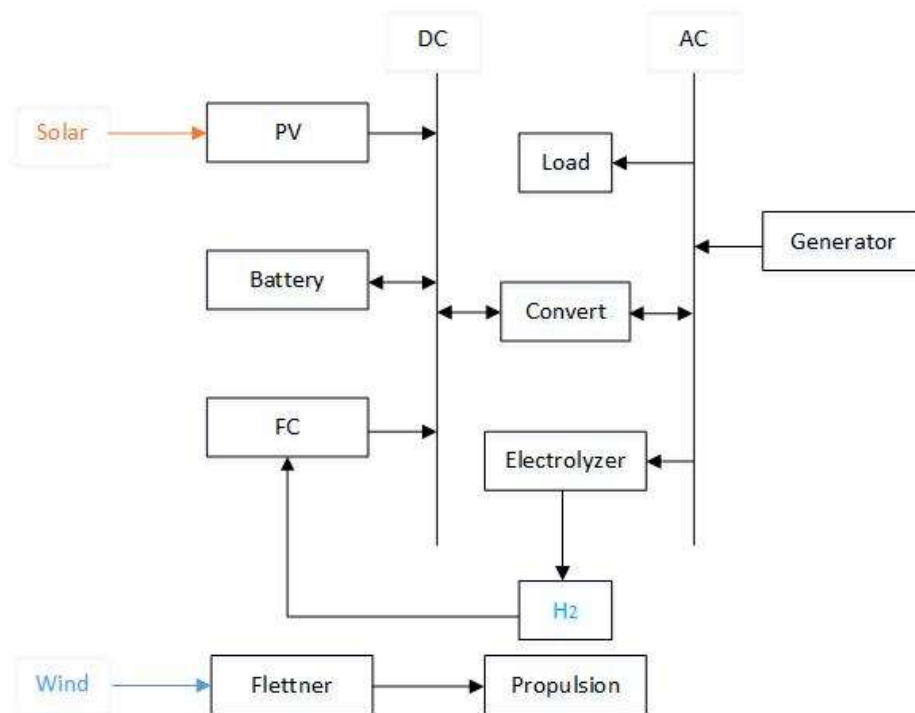 DC
AC
Solar
PV
Load
Generator
Battery
Convert
FC
Electrolyzer
H2
Wind
Flettner
Propulsion